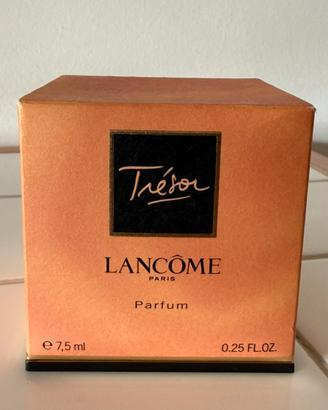 Trésor
LANCÔME
PARIS
Parfum
℮ 7,5 ml 0.25 FL.OZ.